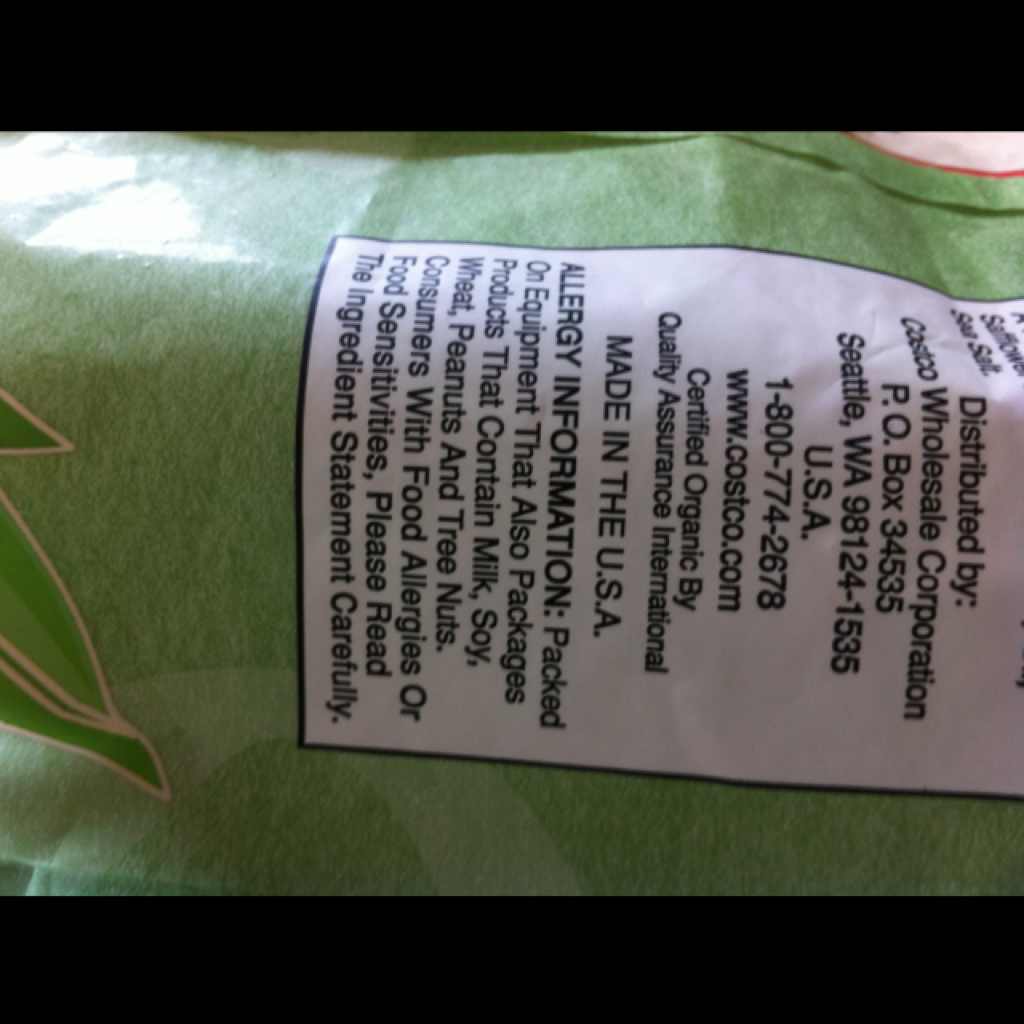 Safflower
Sea Salt.
Distributed by:
Costco Wholesale Corporation
P.O. Box 34535
Seattle, WA 98124-1535
U.S.A.
1-800-774-2678
www.costco.com
Certified Organic By
Quality Assurance International
MADE IN THE U.S.A.
ALLERGY INFORMATION: Packed
On Equipment That Also Packages
Products That Contain Milk, Soy,
Wheat, Peanuts And Tree Nuts.
Consumers With Food Allergies Or
Food Sensitivities, Please Read
The Ingredient Statement Carefully.